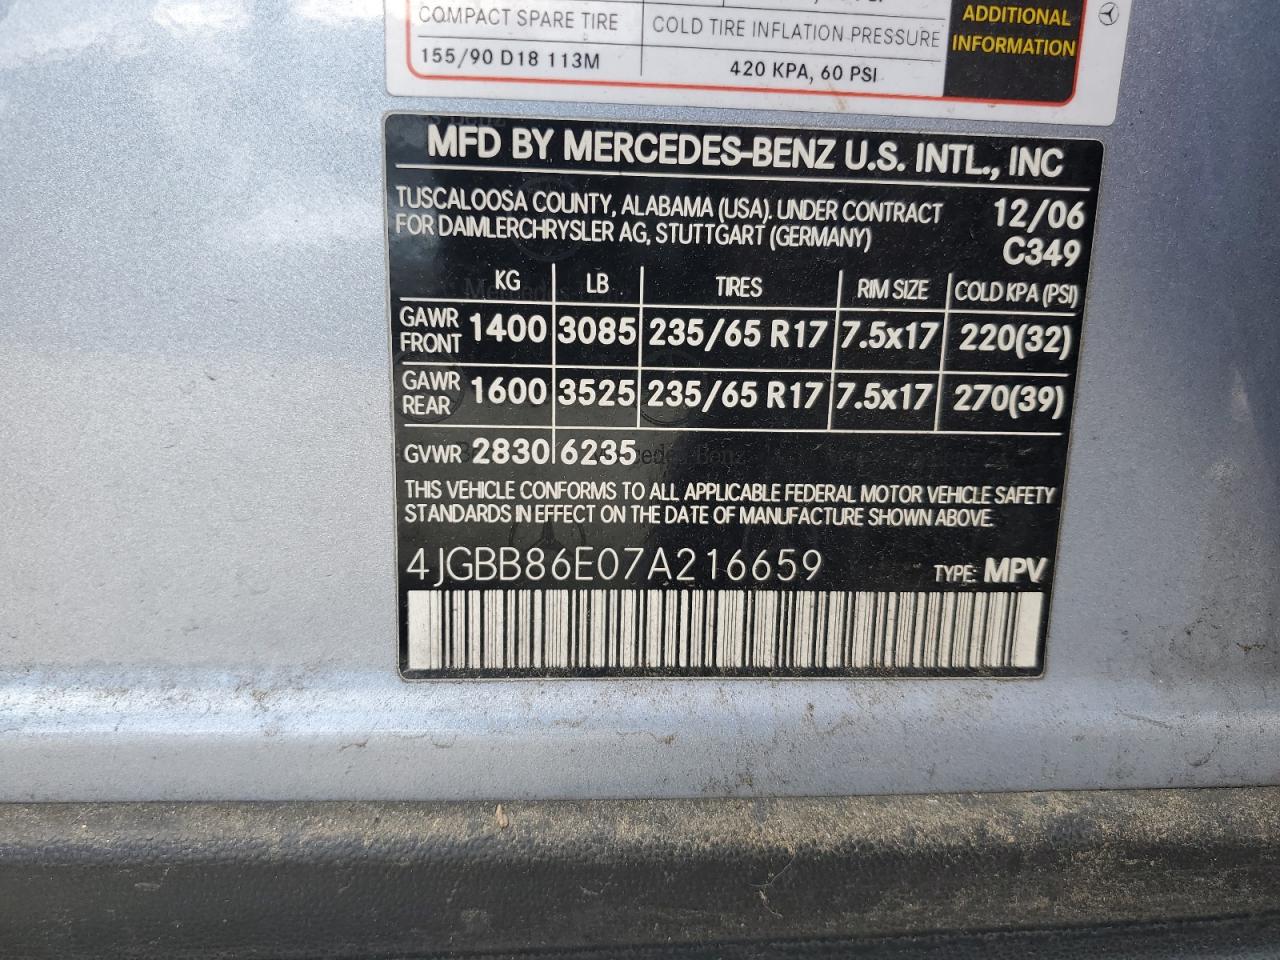 COMPACT SPARE TIRE COLD TIRE INFLATION PRESSURE ADDITIONAL INFORMATION
155/90 D18 113M 420 KPA, 60 PSI
MFD BY MERCEDES-BENZ U.S. INTL., INC
TUSCALOOSA COUNTY, ALABAMA (USA). UNDER CONTRACT 12/06
FOR DAIMLERCHRYSLER AG, STUTTGART (GERMANY) C349
KG LB TIRES RIM SIZE COLD KPA (PSI)
GAWR FRONT 1400 3085 235/65 R17 7.5x17 220(32)
GAWR REAR 1600 3525 235/65 R17 7.5x17 270(39)
GVWR 2830 6235
THIS VEHICLE CONFORMS TO ALL APPLICABLE FEDERAL MOTOR VEHICLE SAFETY
STANDARDS IN EFFECT ON THE DATE OF MANUFACTURE SHOWN ABOVE.
4JGBB86E07A216659 TYPE: MPV